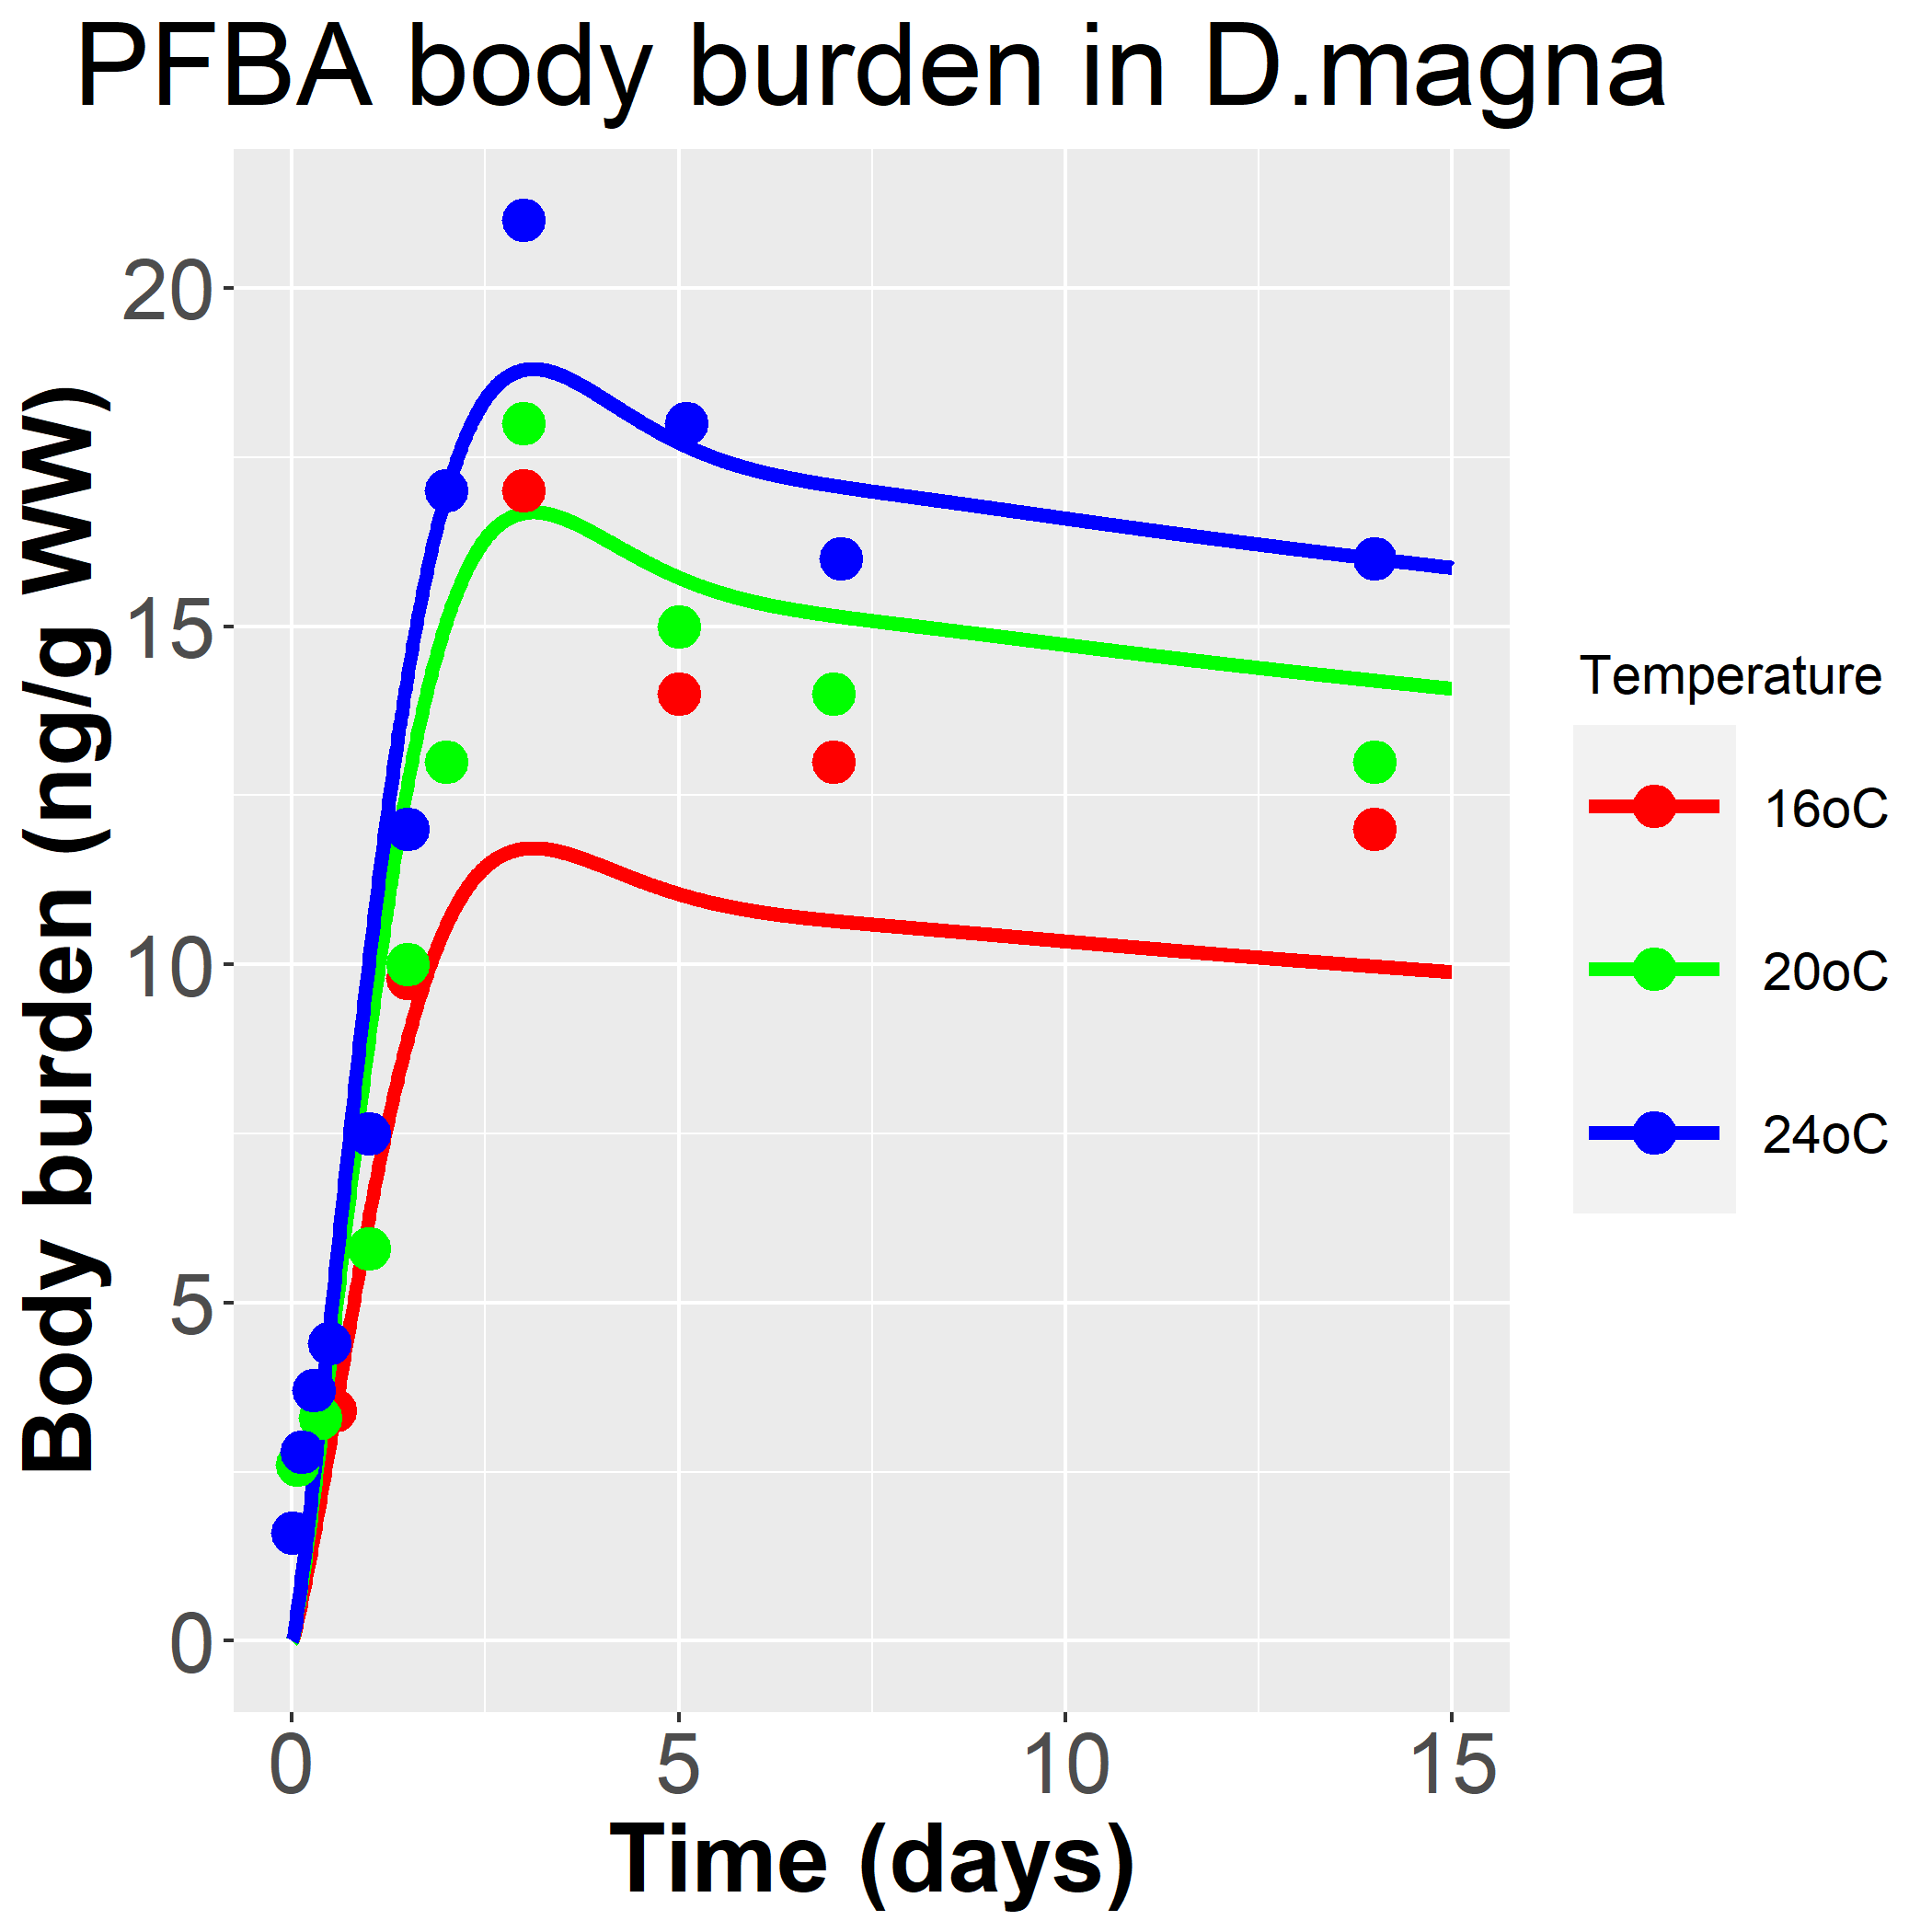 PFBA body burden in D.magna
Body burden (ng/g WW)
20
15
10
5
0
0 5 10 15
Time (days)
Temperature
16oC
20oC
24oC